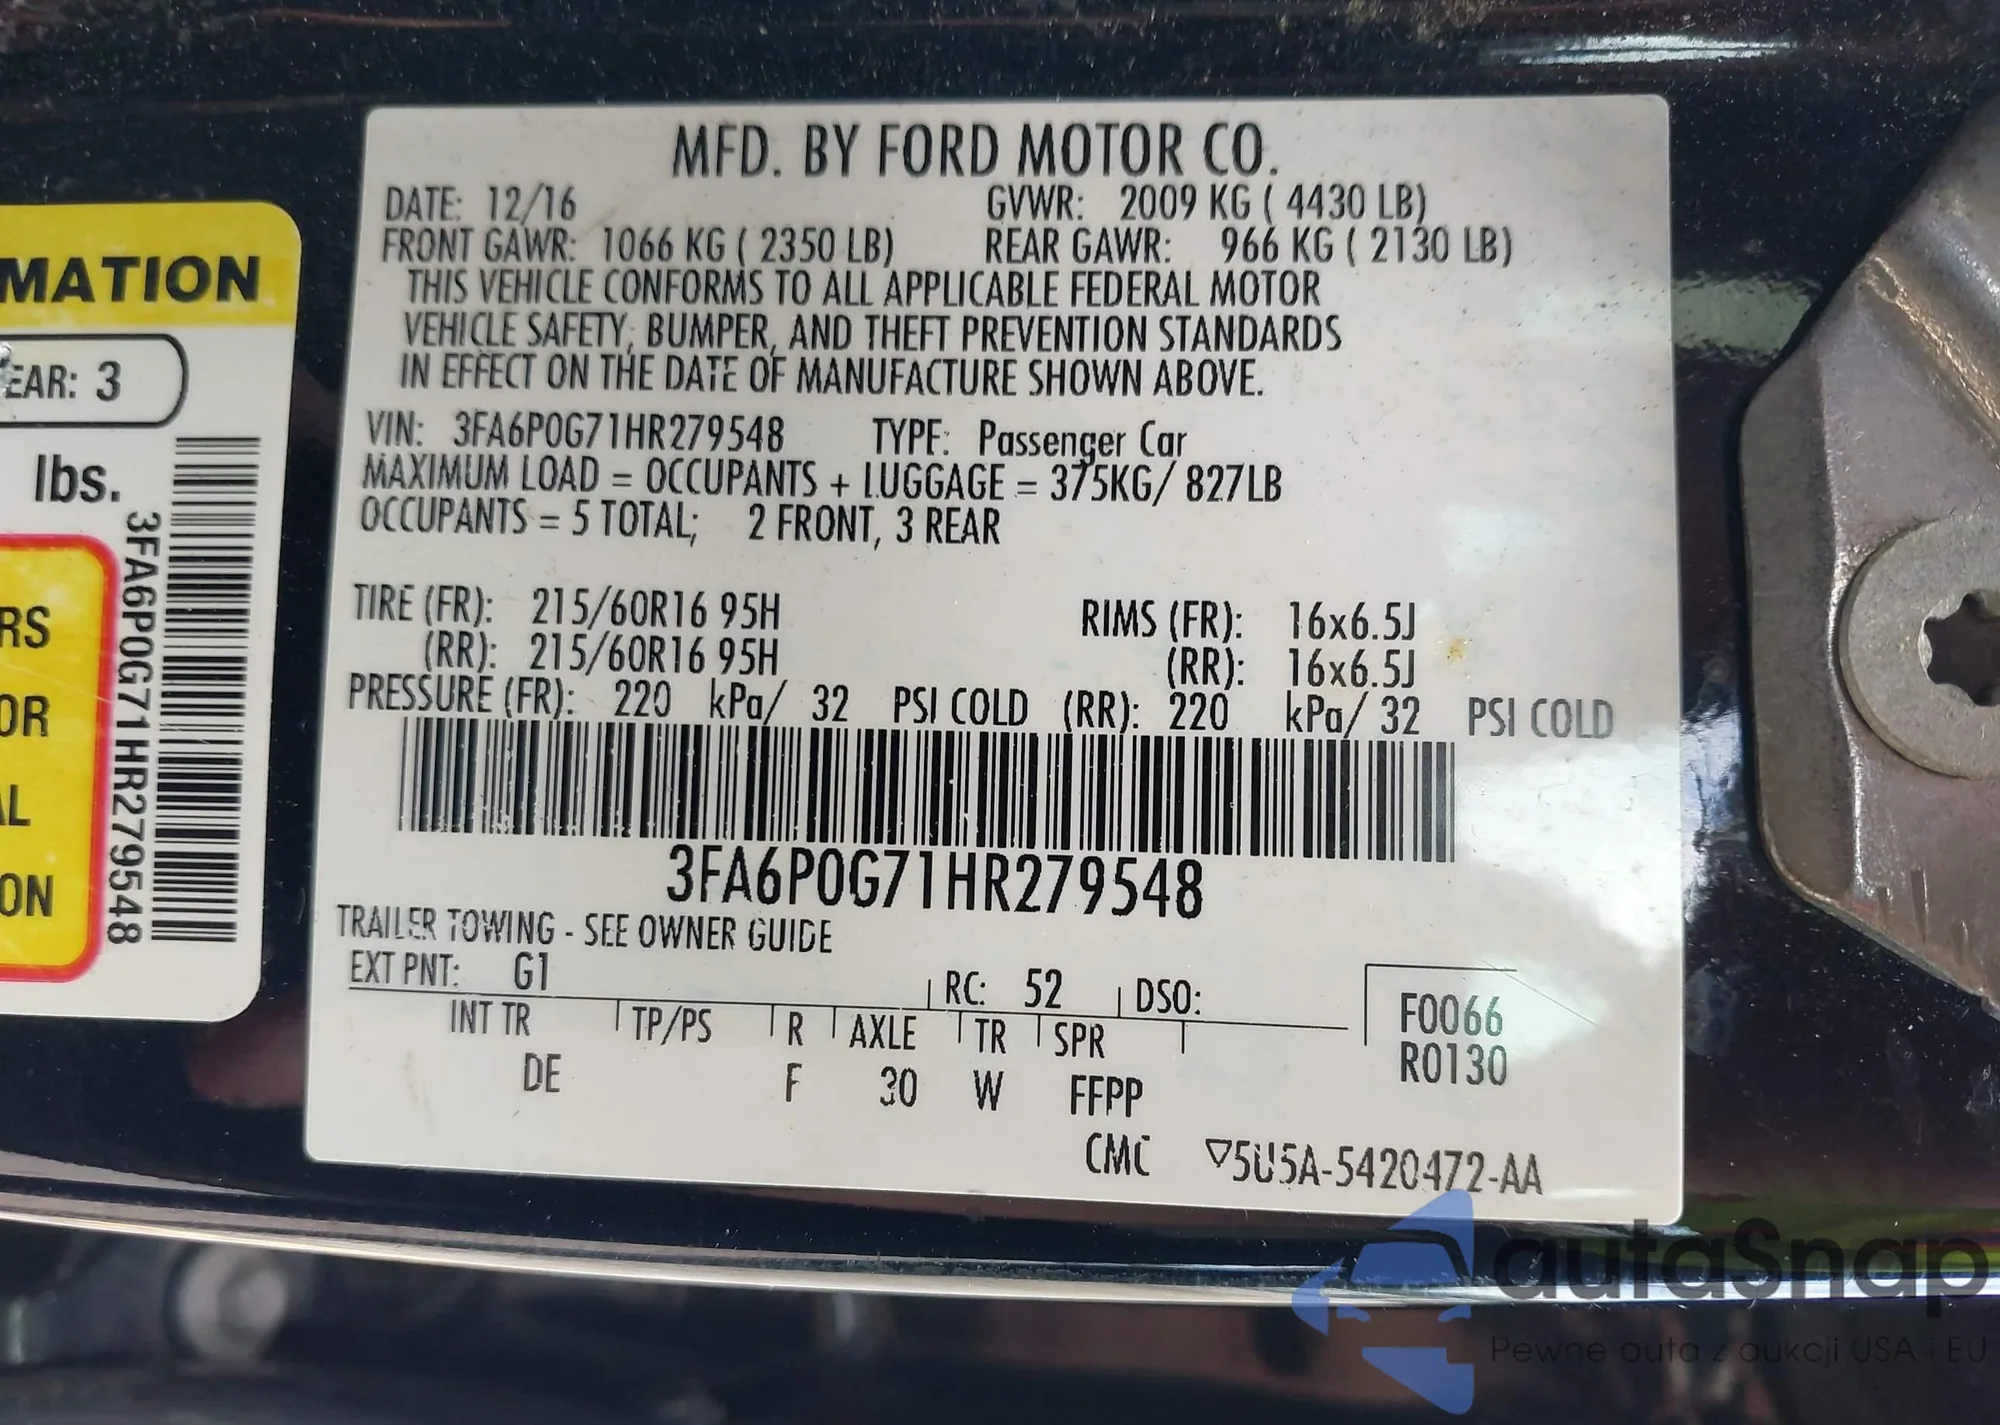 MFD. BY FORD MOTOR CO.
DATE: 12/16 GVWR: 2009 KG ( 4430 LB)
FRONT GAWR: 1066 KG ( 2350 LB) REAR GAWR: 966 KG ( 2130 LB)
THIS VEHICLE CONFORMS TO ALL APPLICABLE FEDERAL MOTOR
VEHICLE SAFETY, BUMPER, AND THEFT PREVENTION STANDARDS
IN EFFECT ON THE DATE OF MANUFACTURE SHOWN ABOVE.
VIN: 3FA6P0G71HR279548 TYPE: Passenger Car
MAXIMUM LOAD = OCCUPANTS + LUGGAGE = 375KG/ 827LB
OCCUPANTS = 5 TOTAL; 2 FRONT, 3 REAR
TIRE (FR): 215/60R16 95H RIMS (FR): 16x6.5J
(RR): 215/60R16 95H (RR): 16x6.5J
PRESSURE (FR): 220 kPa/ 32 PSI COLD (RR): 220 kPa/ 32 PSI COLD
3FA6P0G71HR279548
TRAILER TOWING - SEE OWNER GUIDE
EXT PNT: G1 RC: 52 DSO:
INT TR TP/PS R AXLE TR SPR
DE F 30 W FFPP
F0066
R0130
CMC ▽5U5A-5420472-AA
MATION
EAR: 3
lbs.
3FA6P0G71HR279548
RS
OR
AL
ON
autaSnap
Pewne auta z aukcji USA i EU